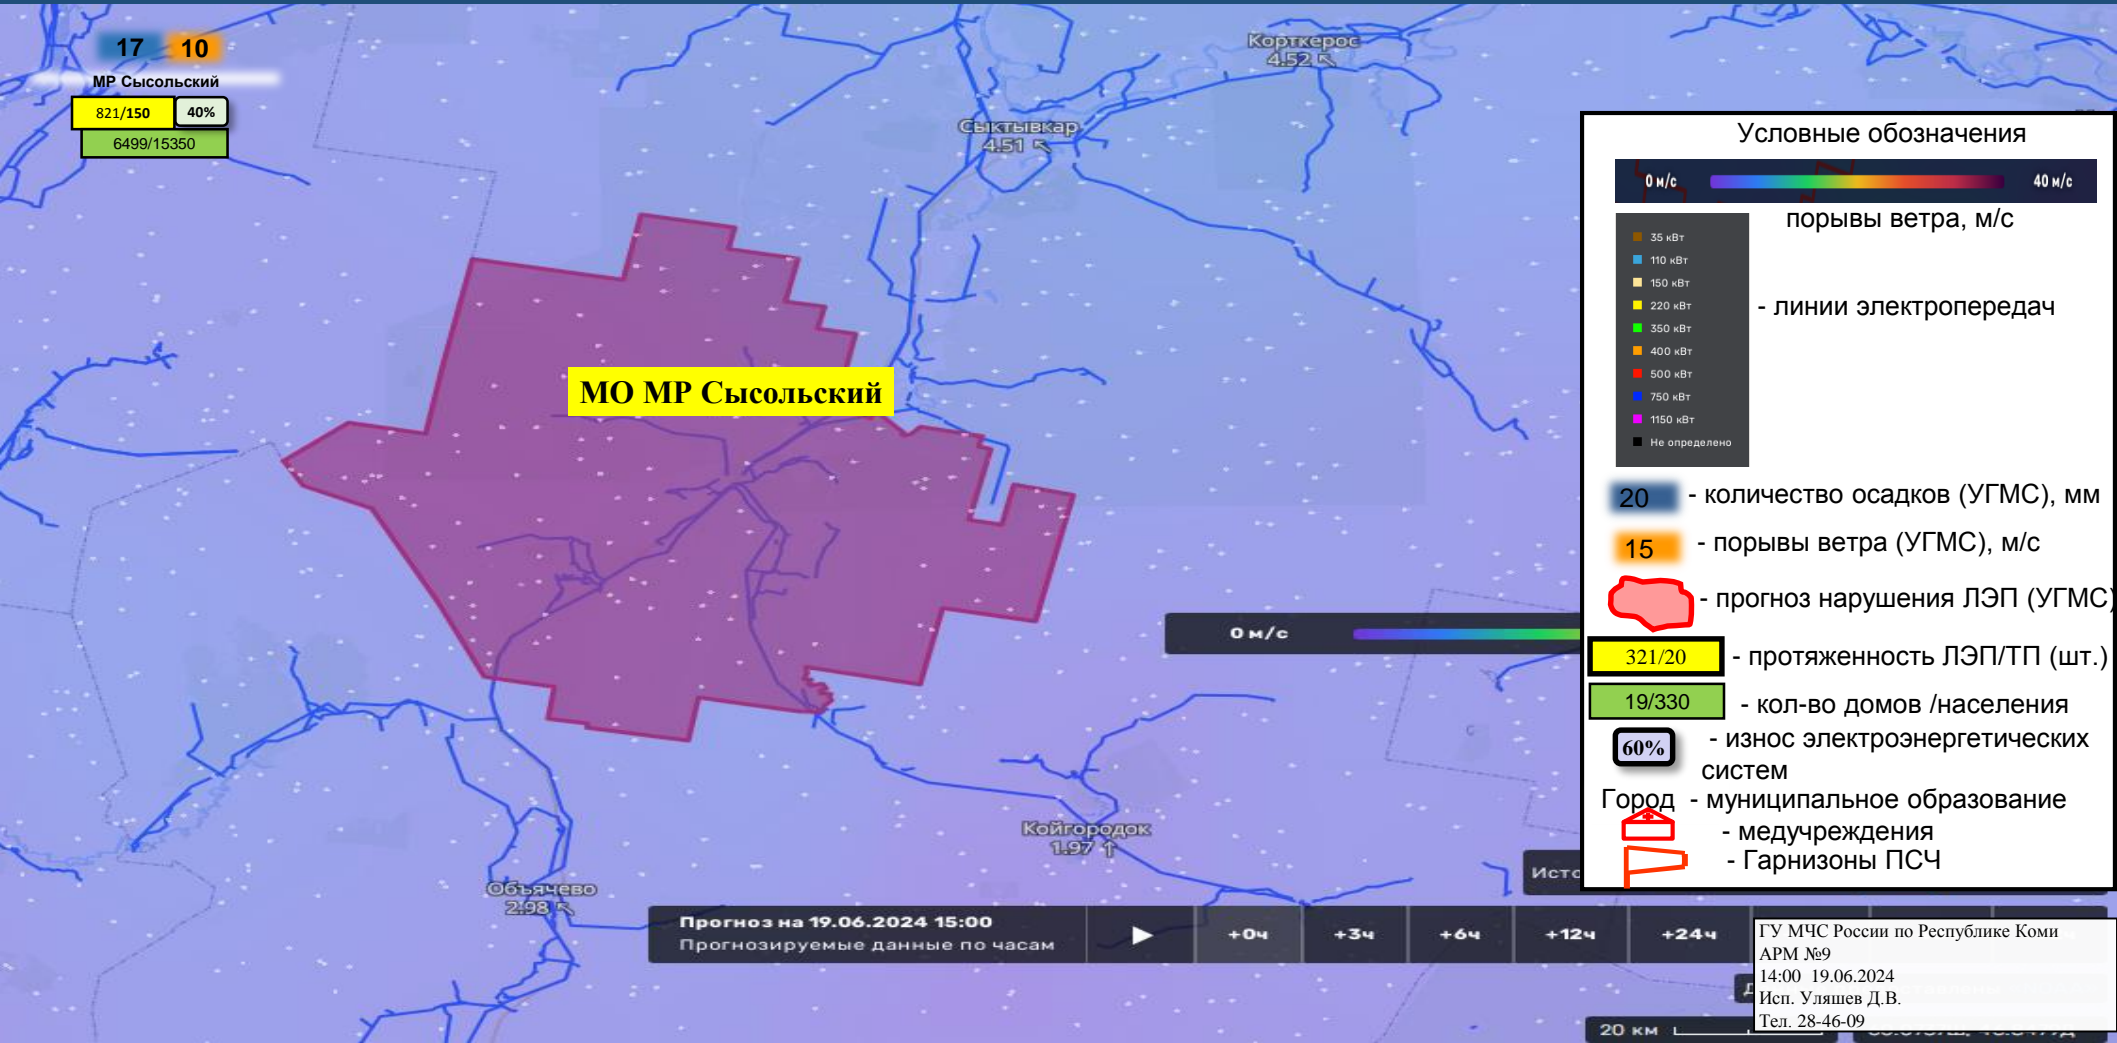 17 10
МР Сысольский
821/150 40%
6499/15350
Корткерос
4.52 ↖
Сыктывкар
4.51 ↖
МО МР Сысольский
Условные обозначения
0 м/с 40 м/с
порывы ветра, м/с
35 кВт
110 кВт
150 кВт
220 кВт
350 кВт
400 кВт
500 кВт
750 кВт
1150 кВт
Не определено
- линии электропередач
20 - количество осадков (УГМС), мм
15 - порывы ветра (УГМС), м/с
- прогноз нарушения ЛЭП (УГМС)
321/20 - протяженность ЛЭП/ТП (шт.)
19/330 - кол-во домов /населения
60% - износ электроэнергетических
систем
Город - муниципальное образование
- медучреждения
- Гарнизоны ПСЧ
0 м/с
Койгородок
1.97 ↑
Объячево
2.98 ↖
Исто
Прогноз на 19.06.2024 15:00
Прогнозируемые данные по часам
+0ч +3ч +6ч +12ч +24ч
ГУ МЧС России по Республике Коми
АРМ №9
14:00 19.06.2024
Исп. Уляшев Д.В.
Тел. 28-46-09
20 км